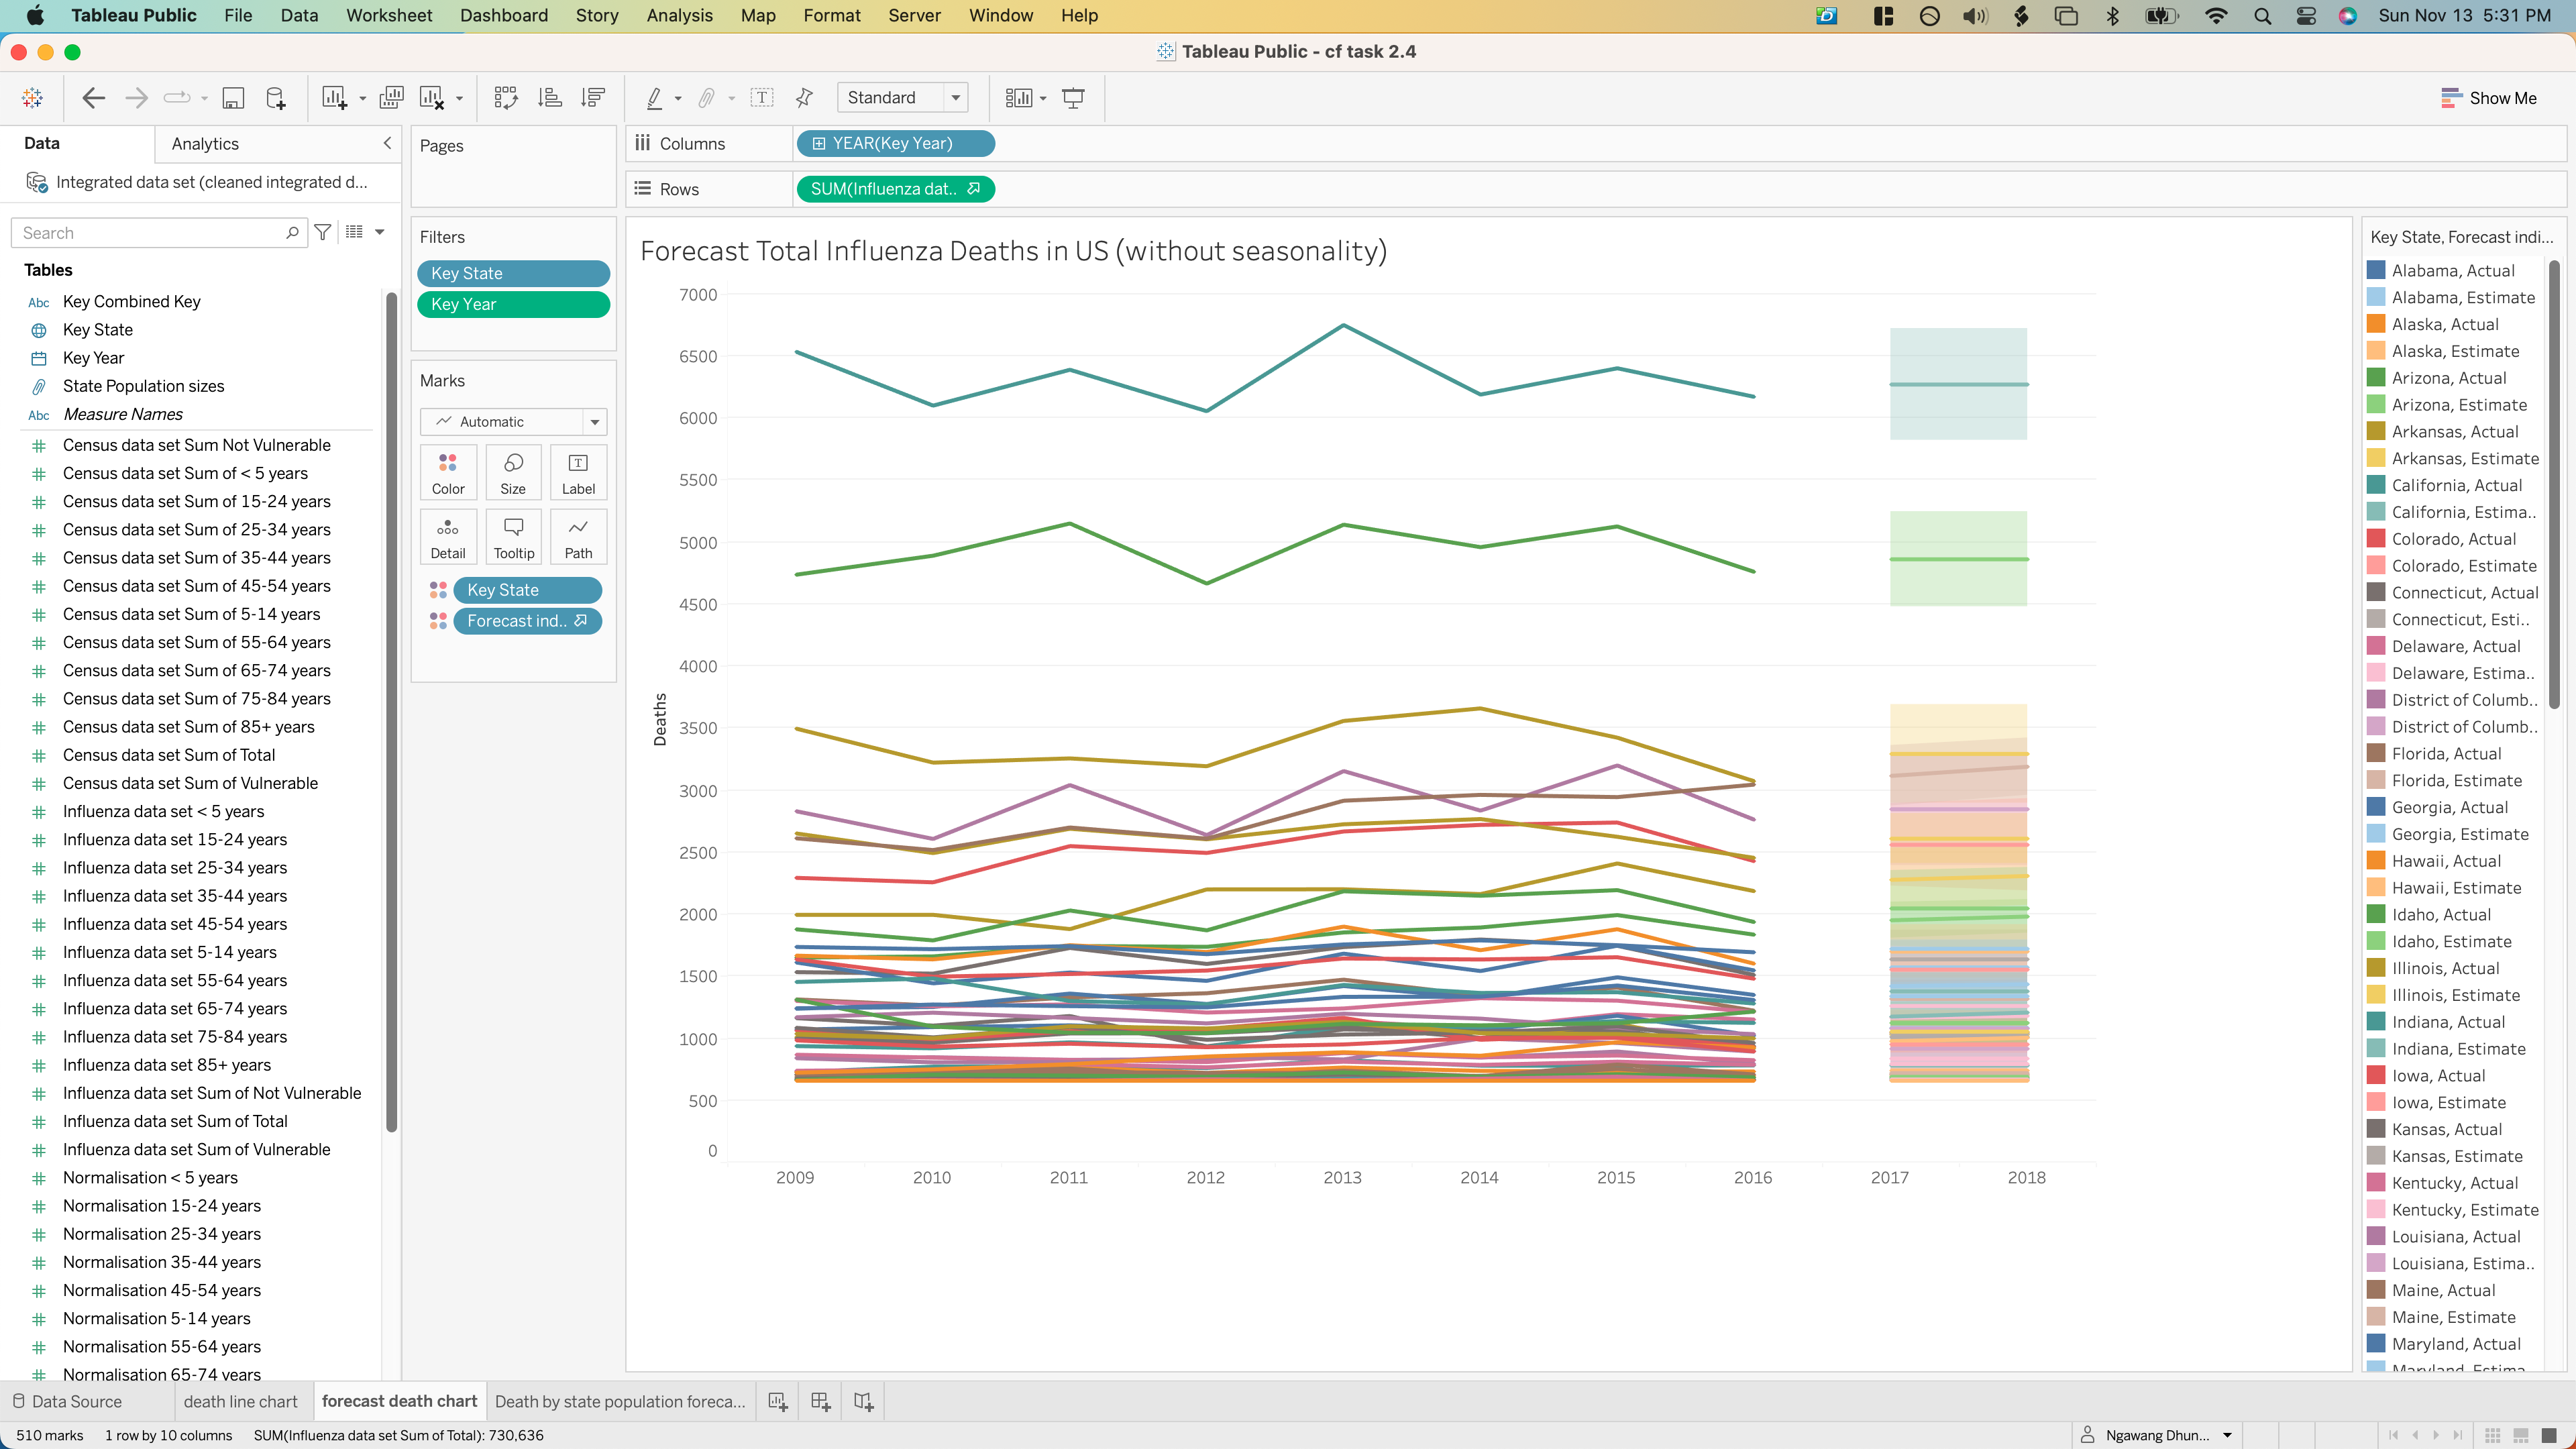 Tableau Public File Data Worksheet Dashboard Story Analysis Map Format Server Window Help Sun Nov 13 5:31 PM
Tableau Public - cf task 2.4
Standard
Show Me
Data Analytics
Integrated data set (cleaned integrated d...
Search
Tables
Abc Key Combined Key
Key State
Key Year
State Population sizes
Abc Measure Names
Census data set Sum Not Vulnerable
Census data set Sum of < 5 years
Census data set Sum of 15-24 years
Census data set Sum of 25-34 years
Census data set Sum of 35-44 years
Census data set Sum of 45-54 years
Census data set Sum of 5-14 years
Census data set Sum of 55-64 years
Census data set Sum of 65-74 years
Census data set Sum of 75-84 years
Census data set Sum of 85+ years
Census data set Sum of Total
Census data set Sum of Vulnerable
Influenza data set < 5 years
Influenza data set 15-24 years
Influenza data set 25-34 years
Influenza data set 35-44 years
Influenza data set 45-54 years
Influenza data set 5-14 years
Influenza data set 55-64 years
Influenza data set 65-74 years
Influenza data set 75-84 years
Influenza data set 85+ years
Influenza data set Sum of Not Vulnerable
Influenza data set Sum of Total
Influenza data set Sum of Vulnerable
Normalisation < 5 years
Normalisation 15-24 years
Normalisation 25-34 years
Normalisation 35-44 years
Normalisation 45-54 years
Normalisation 5-14 years
Normalisation 55-64 years
Normalisation 65-74 years
Pages
Filters
Key State
Key Year
Marks
Automatic
Color Size Label
Detail Tooltip Path
Key State
Forecast ind..
Columns YEAR(Key Year)
Rows SUM(Influenza dat..
Forecast Total Influenza Deaths in US (without seasonality)
7000
6500
6000
5500
5000
4500
4000
3500
3000
2500
2000
1500
1000
500
0
Deaths
2009 2010 2011 2012 2013 2014 2015 2016 2017 2018
Key State, Forecast indi...
Alabama, Actual
Alabama, Estimate
Alaska, Actual
Alaska, Estimate
Arizona, Actual
Arizona, Estimate
Arkansas, Actual
Arkansas, Estimate
California, Actual
California, Estima..
Colorado, Actual
Colorado, Estimate
Connecticut, Actual
Connecticut, Esti..
Delaware, Actual
Delaware, Estima..
District of Columb..
District of Columb..
Florida, Actual
Florida, Estimate
Georgia, Actual
Georgia, Estimate
Hawaii, Actual
Hawaii, Estimate
Idaho, Actual
Idaho, Estimate
Illinois, Actual
Illinois, Estimate
Indiana, Actual
Indiana, Estimate
Iowa, Actual
Iowa, Estimate
Kansas, Actual
Kansas, Estimate
Kentucky, Actual
Kentucky, Estimate
Louisiana, Actual
Louisiana, Estima..
Maine, Actual
Maine, Estimate
Maryland, Actual
Maryland, Estima..
Data Source death line chart forecast death chart Death by state population foreca...
510 marks 1 row by 10 columns SUM(Influenza data set Sum of Total): 730,636 Ngawang Dhun...